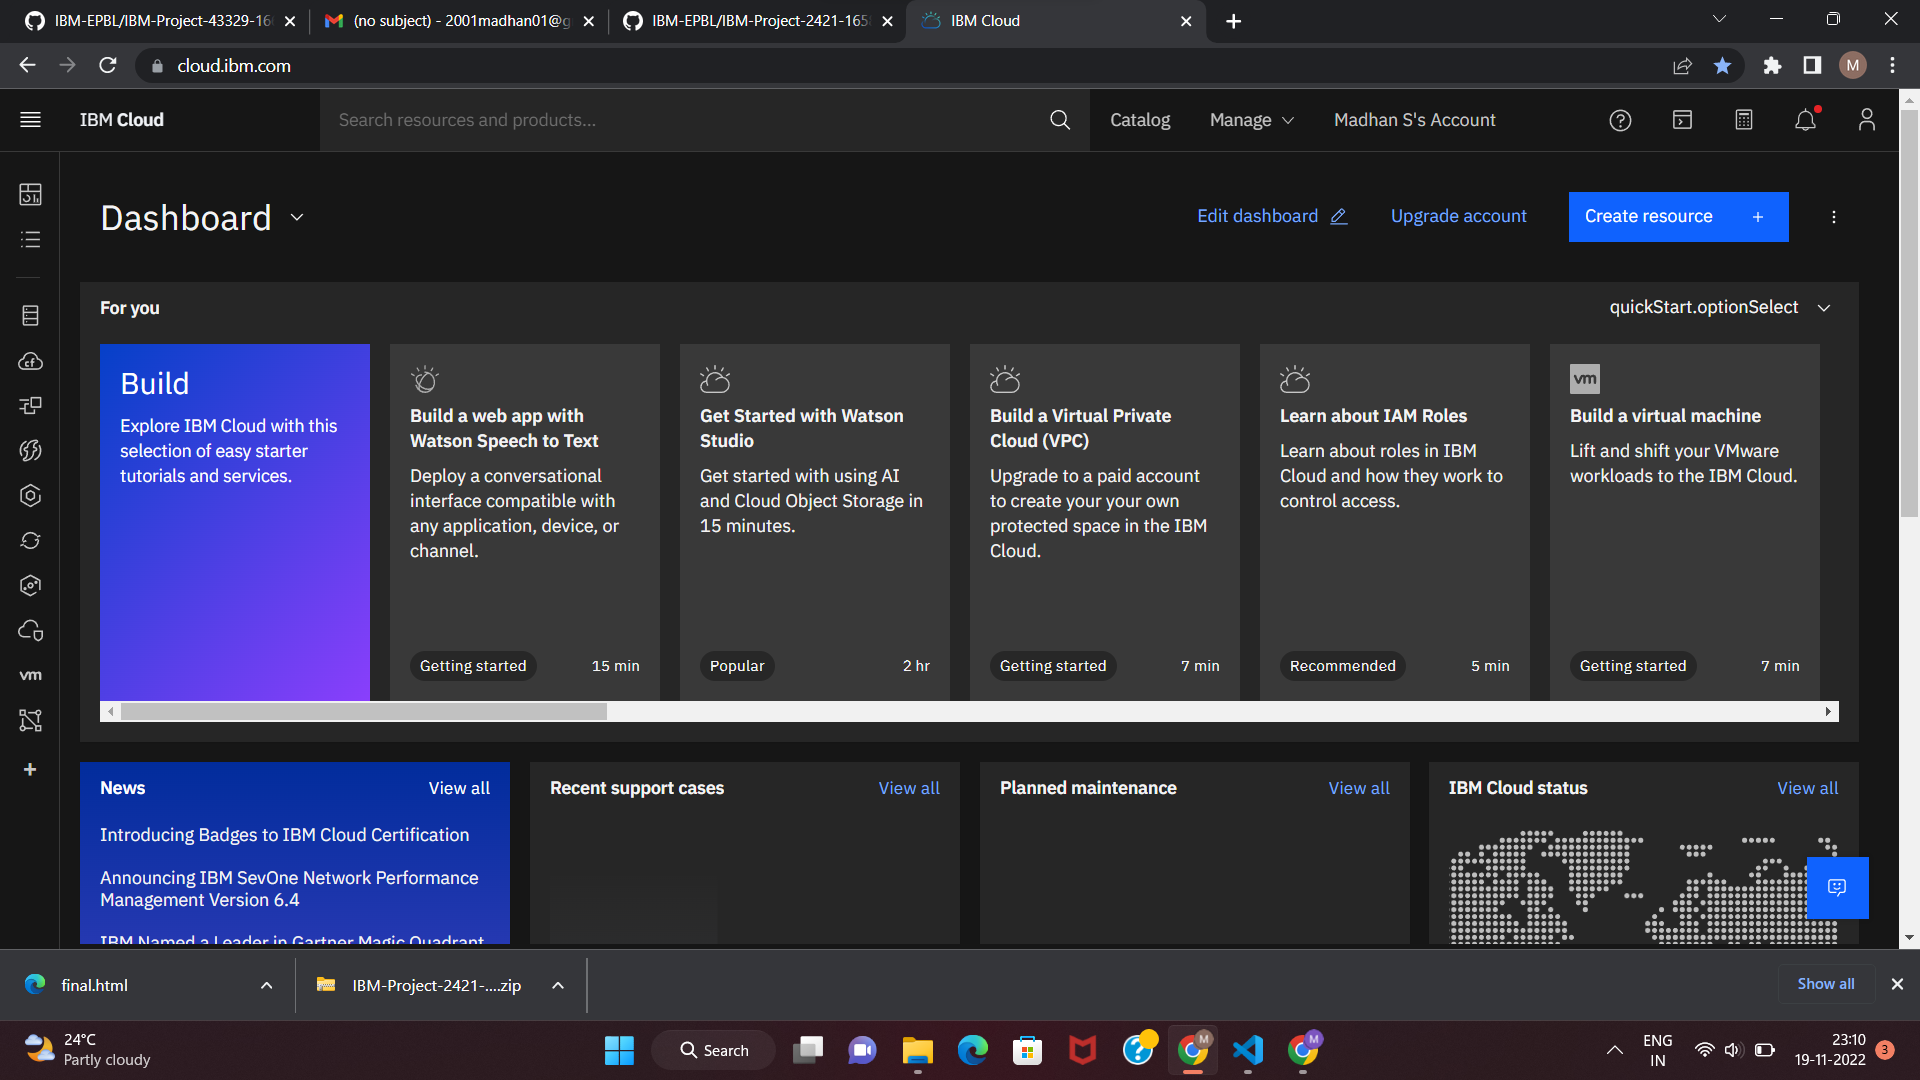 IBM-EPBL/IBM-Project-43329-16
(no subject) - 2001madhan01@g
IBM-EPBL/IBM-Project-2421-165
IBM Cloud
cloud.ibm.com
M
IBM Cloud
Search resources and products...
Catalog
Manage
Madhan S's Account
Dashboard
Edit dashboard
Upgrade account
Create resource +
For you
quickStart.optionSelect
Build
Explore IBM Cloud with this
selection of easy starter
tutorials and services.
Build a web app with
Watson Speech to Text
Deploy a conversational
interface compatible with
any application, device, or
channel.
Getting started
15 min
Get Started with Watson
Studio
Get started with using AI
and Cloud Object Storage in
15 minutes.
Popular
2 hr
Build a Virtual Private
Cloud (VPC)
Upgrade to a paid account
to create your your own
protected space in the IBM
Cloud.
Getting started
7 min
Learn about IAM Roles
Learn about roles in IBM
Cloud and how they work to
control access.
Recommended
5 min
vm
Build a virtual machine
Lift and shift your VMware
workloads to the IBM Cloud.
Getting started
7 min
cf
vm
News
View all
Introducing Badges to IBM Cloud Certification
Announcing IBM SevOne Network Performance
Management Version 6.4
IBM Named a Leader in Gartner Magic Quadrant
Recent support cases
View all
Planned maintenance
View all
IBM Cloud status
View all
final.html
IBM-Project-2421-....zip
Show all
24°C
Partly cloudy
Search
M
M
ENG
IN
23:10
19-11-2022
3